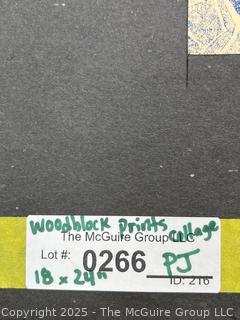 woodblock prints collage
The McGuire Group LLC
Lot #: 0266 PJ
18 x 24"
ID: 216
Copyright 2025 - The McGuire Group LLC